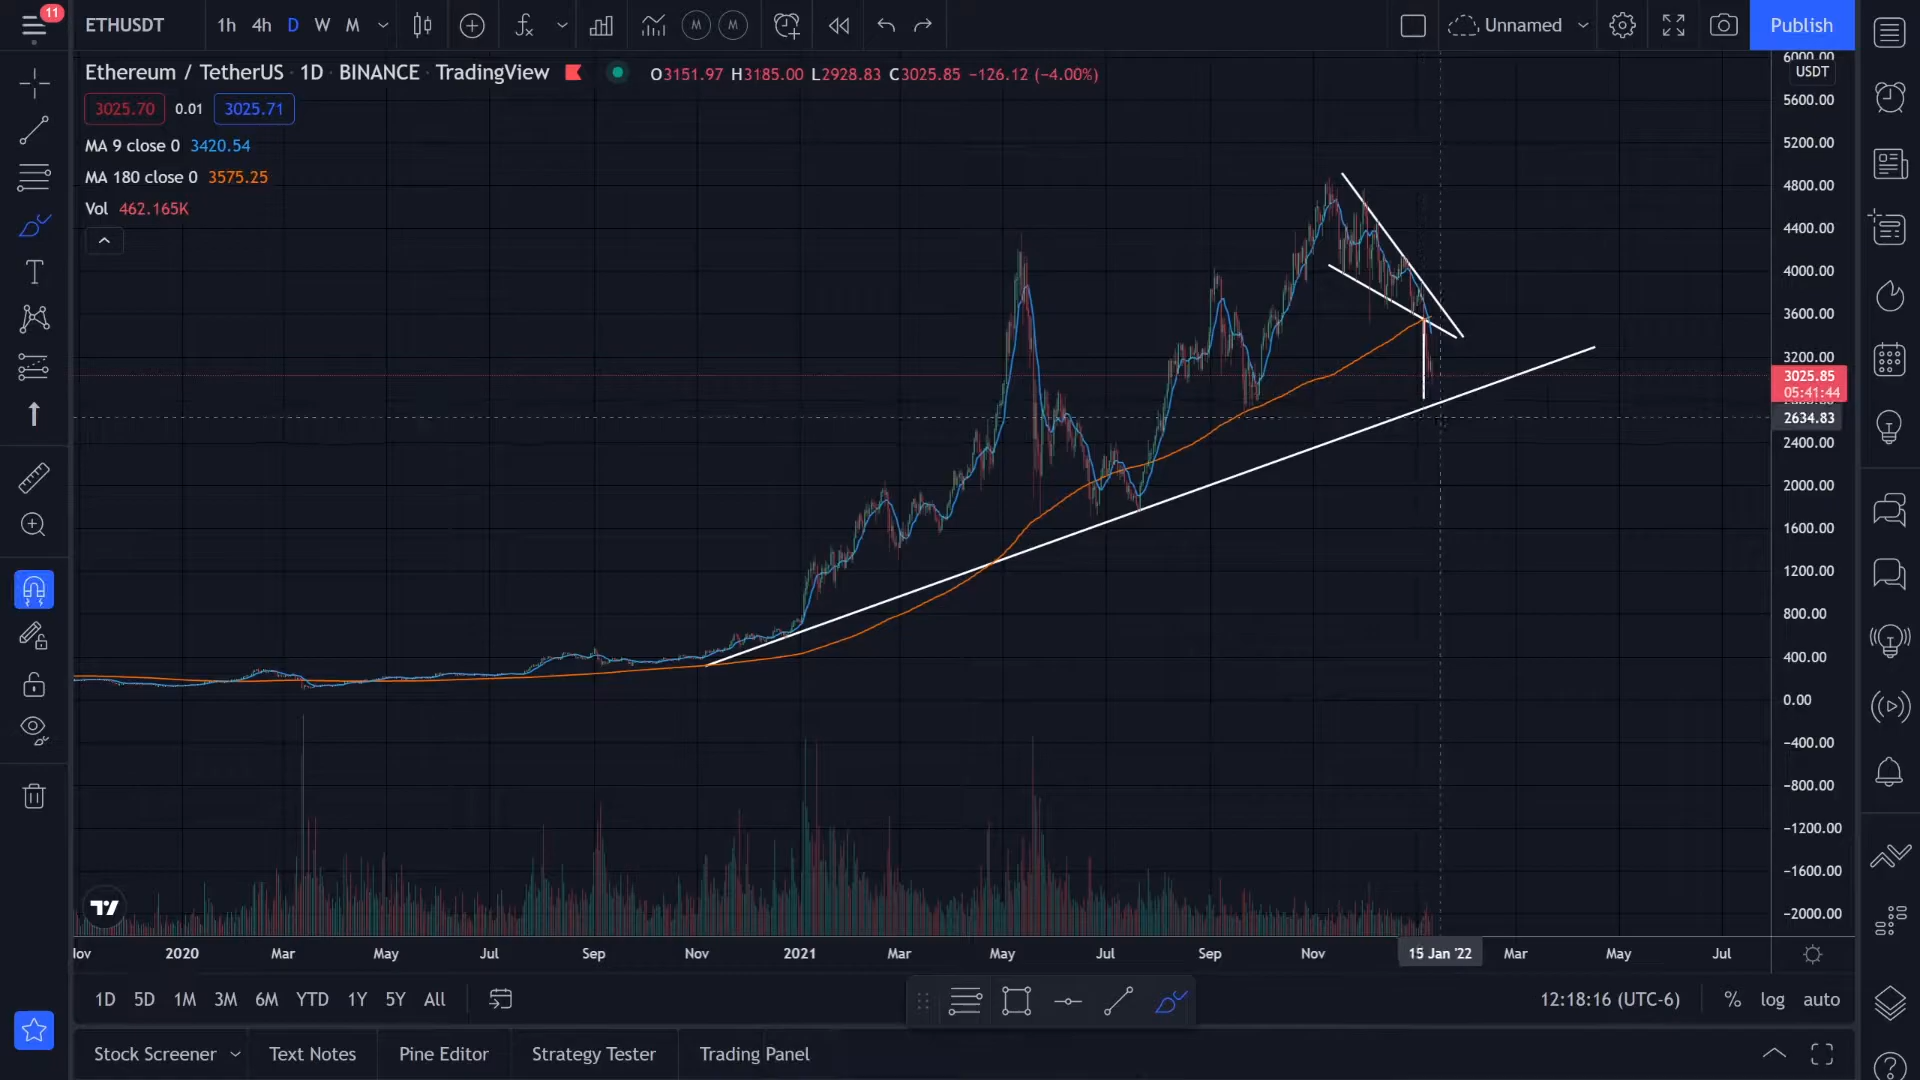 11
ETHUSDT
1h 4h D W M
M M
Unnamed
Publish
Ethereum / TetherUS · 1D · BINANCE · TradingView
O3151.97 H3185.00 L2928.83 C3025.85 −126.12 (−4.00%)
3025.70 0.01 3025.71
MA 9 close 0 3420.54
MA 180 close 0 3575.25
Vol 462.165K
6000.00
USDT
5600.00
5200.00
4800.00
4400.00
4000.00
3600.00
3200.00
3025.85
05:41:44
2634.83
2400.00
2000.00
1600.00
1200.00
800.00
400.00
0.00
−400.00
−800.00
−1200.00
−1600.00
−2000.00
2020 Mar May Jul Sep Nov 2021 Mar May Jul Sep Nov 15 Jan '22 Mar May Jul
1D 5D 1M 3M 6M YTD 1Y 5Y All
12:18:16 (UTC-6) % log auto
Stock Screener Text Notes Pine Editor Strategy Tester Trading Panel